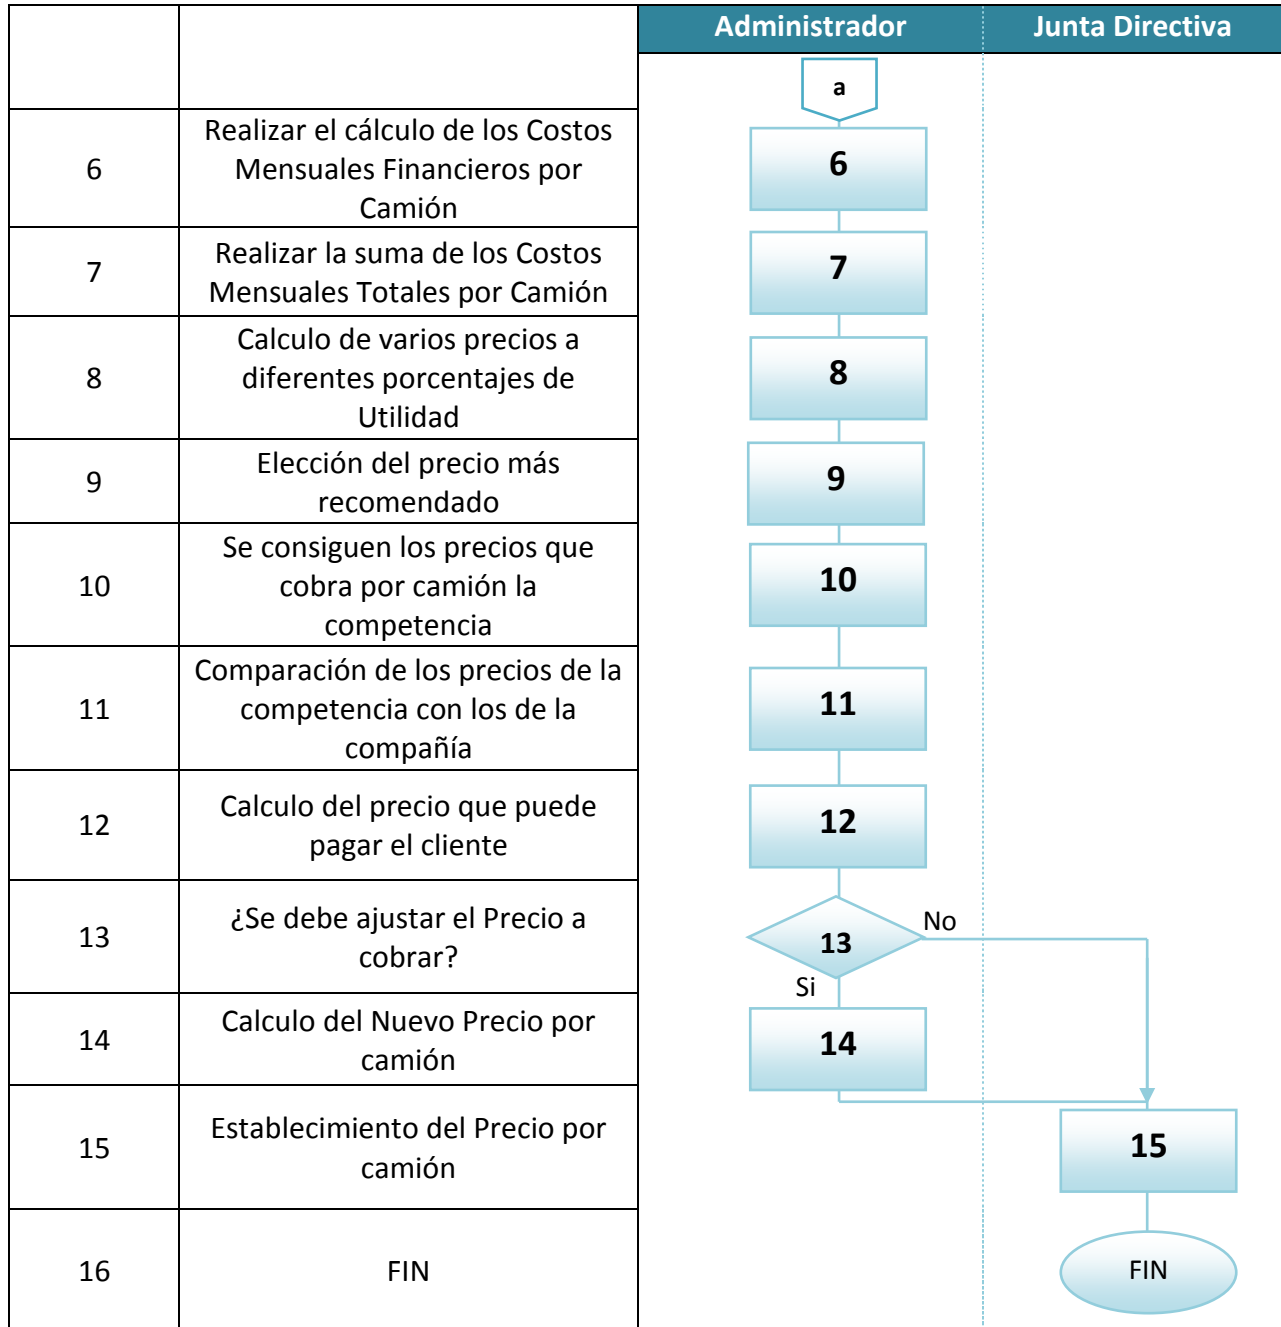 Administrador Junta Directiva
a
6 Realizar el cálculo de los Costos
Mensuales Financieros por
Camión
6
7 Realizar la suma de los Costos
Mensuales Totales por Camión
7
8 Calculo de varios precios a
diferentes porcentajes de
Utilidad
8
9 Elección del precio más
recomendado
9
10 Se consiguen los precios que
cobra por camión la
competencia
10
11 Comparación de los precios de la
competencia con los de la
compañía
11
12 Calculo del precio que puede
pagar el cliente
12
13 ¿Se debe ajustar el Precio a
cobrar?
13 No
Si
14 Calculo del Nuevo Precio por
camión
14
15 Establecimiento del Precio por
camión
15
16 FIN
FIN